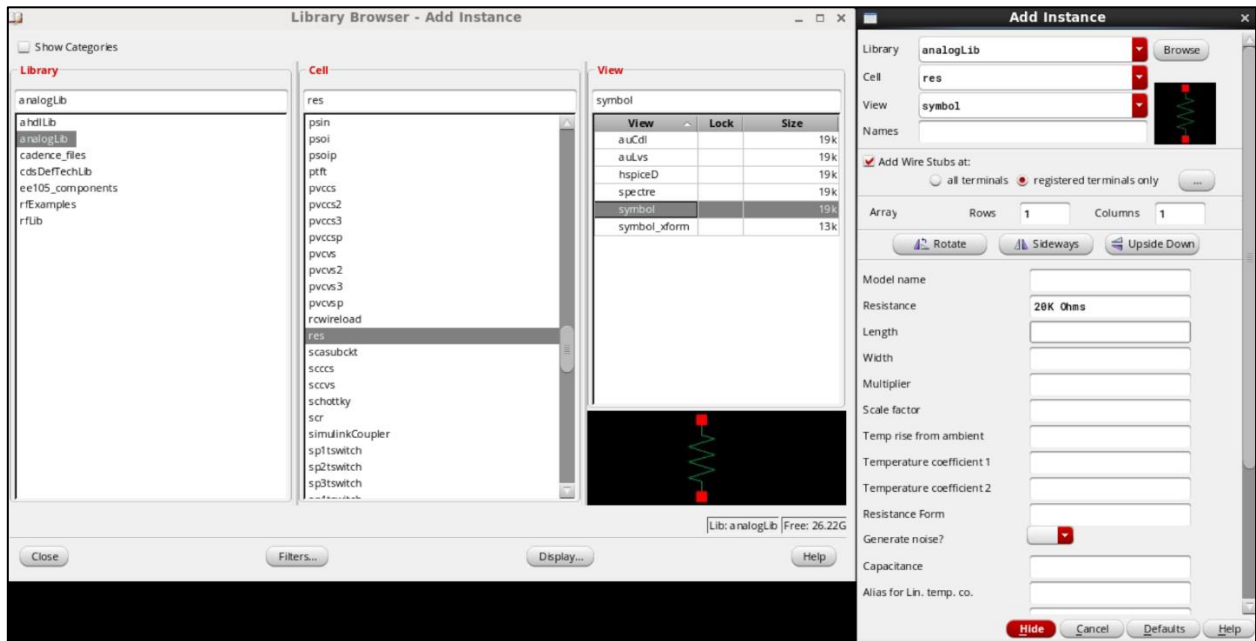 Library Browser - Add Instance
Show Categories
Library
analogLib
ahdlLib
analogLib
cadence_files
cdsDefTechLib
ee105_components
rfExamples
rfLib
Cell
res
psin
psoi
psoip
ptft
pvccs
pvccs2
pvccs3
pvccsp
pvcvs
pvcvs2
pvcvs3
pvcvsp
rcwireload
res
scasubckt
scccs
sccvs
schottky
scr
simulinkCoupler
sp1tswitch
sp2tswitch
sp3tswitch
View
symbol
View Lock Size
auCdl 19k
auLvs 19k
hspiceD 19k
spectre 19k
symbol 19k
symbol_xform 13k
Lib: analogLib Free: 26.22G
Close Filters... Display... Help
Add Instance
Library analogLib Browse
Cell res
View symbol
Names
Add Wire Stubs at:
all terminals registered terminals only ...
Array Rows 1 Columns 1
Rotate Sideways Upside Down
Model name
Resistance 20K Ohms
Length
Width
Multiplier
Scale factor
Temp rise from ambient
Temperature coefficient 1
Temperature coefficient 2
Resistance Form
Generate noise?
Capacitance
Alias for Lin. temp. co.
Hide Cancel Defaults Help